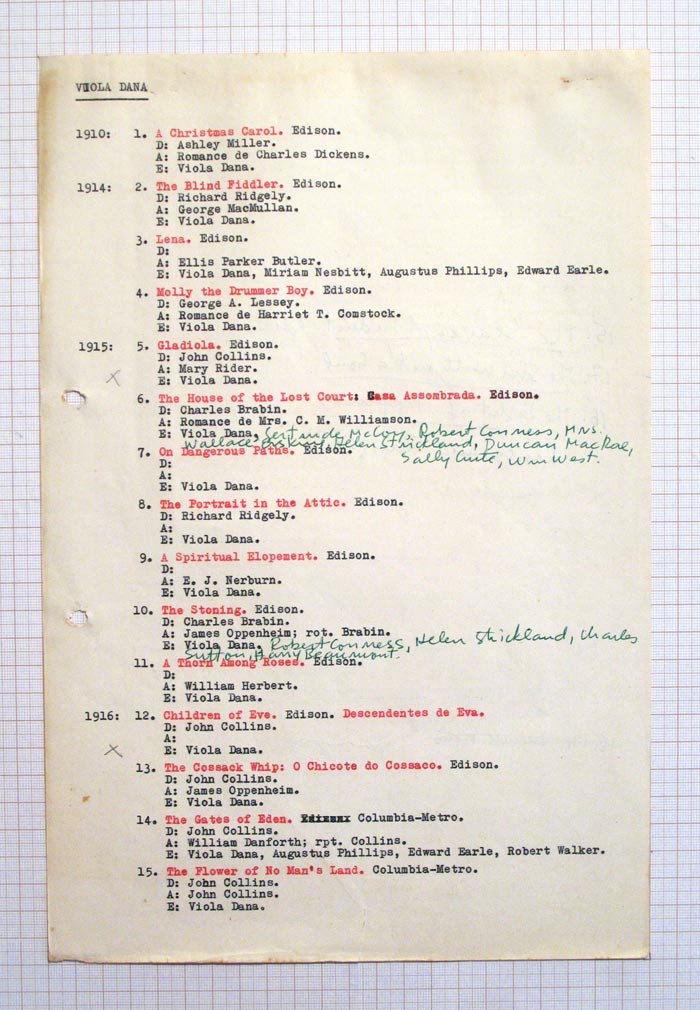 VIOLA DANA
1910: 1. A Christmas Carol. Edison.
D: Ashley Miller.
A: Romance de Charles Dickens.
E: Viola Dana.
1914: 2. The Blind Fiddler. Edison.
D: Richard Ridgely.
A: George MacMullan.
E: Viola Dana.
3. Lena. Edison.
D:
A: Ellis Parker Butler.
E: Viola Dana, Miriam Nesbitt, Augustus Phillips, Edward Earle.
4. Molly the Drummer Boy. Edison.
D: George A. Lessey.
A: Romance de Harriet T. Comstock.
E: Viola Dana.
1915: 5. Gladiola. Edison.
D: John Collins.
A: Mary Rider.
X E: Viola Dana.
6. The House of the Lost Court: Casa Assombrada. Edison.
D: Charles Brabin.
A: Romance de Mrs. C. M. Williamson.
E: Viola Dana, Gertrude McCoy, Robert Conness, Mrs.
Wallace Erskine, Helen Strickland, Duncan MacRae,
7. On Dangerous Paths. Edison.
Sally Crute, Wm West.
D:
A:
E: Viola Dana.
8. The Portrait in the Attic. Edison.
D: Richard Ridgely.
A:
E: Viola Dana.
9. A Spiritual Elopement. Edison.
D:
A: E. J. Nerburn.
E: Viola Dana.
10. The Stoning. Edison.
D: Charles Brabin.
A: James Oppenheim; rot. Brabin.
E: Viola Dana. Robert Conness, Helen Stickland, Charles
Sutton, Harry Beaumont.
11. A Thorn Among Roses. Edison.
D:
A: William Herbert.
E: Viola Dana.
1916: 12. Children of Eve. Edison. Descendentes de Eva.
D: John Collins.
A:
X E: Viola Dana.
13. The Cossack Whip: O Chicote do Cossaco. Edison.
D: John Collins.
A: James Oppenheim.
E: Viola Dana.
14. The Gates of Eden. Columbia-Metro.
D: John Collins.
A: William Danforth; rpt. Collins.
E: Viola Dana, Augustus Phillips, Edward Earle, Robert Walker.
15. The Flower of No Man's Land. Columbia-Metro.
D: John Collins.
A: John Collins.
E: Viola Dana.